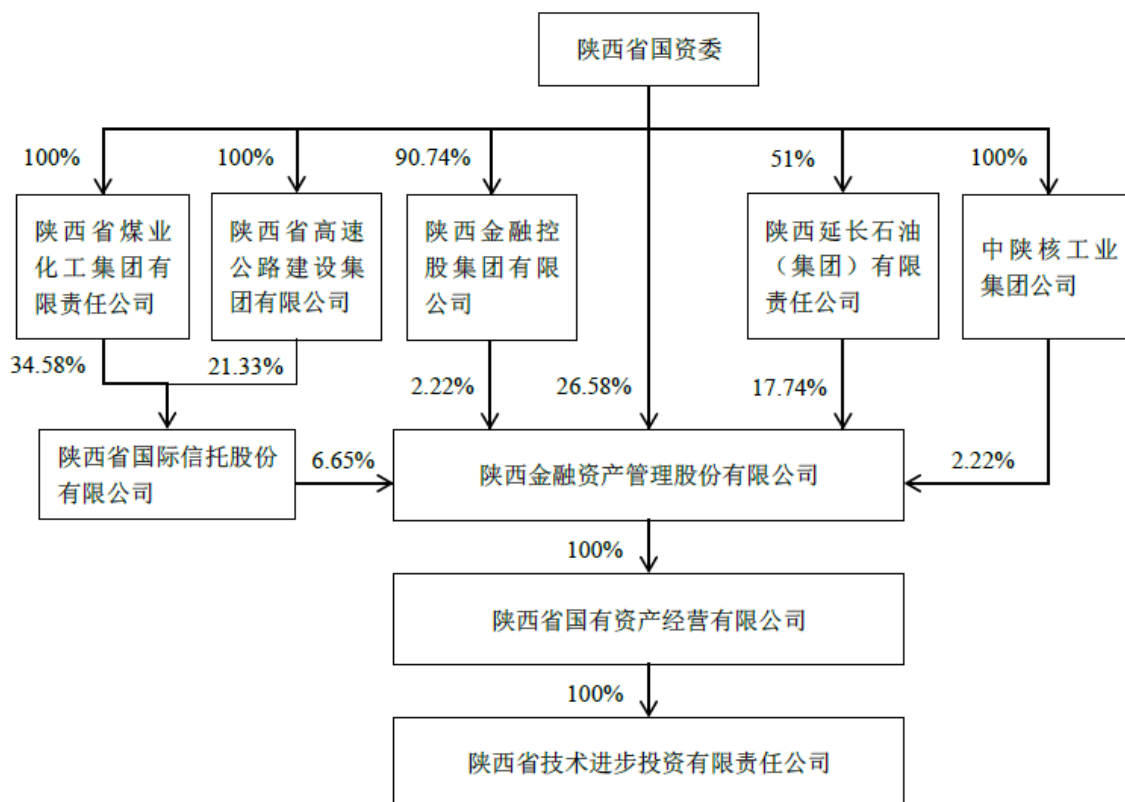 陕西省国资委
100%
100%
90.74%
51%
100%
陕西省煤业
化工集团有
限责任公司
陕西省高速
公路建设集
团有限公司
陕西金融控
股集团有限
公司
陕西延长石油
（集团）有限
责任公司
中陕核工业
集团公司
34.58%
21.33%
2.22%
26.58%
17.74%
陕西省国际信托股份
有限公司
6.65%
陕西金融资产管理股份有限公司
2.22%
100%
陕西省国有资产经营有限公司
100%
陕西省技术进步投资有限责任公司